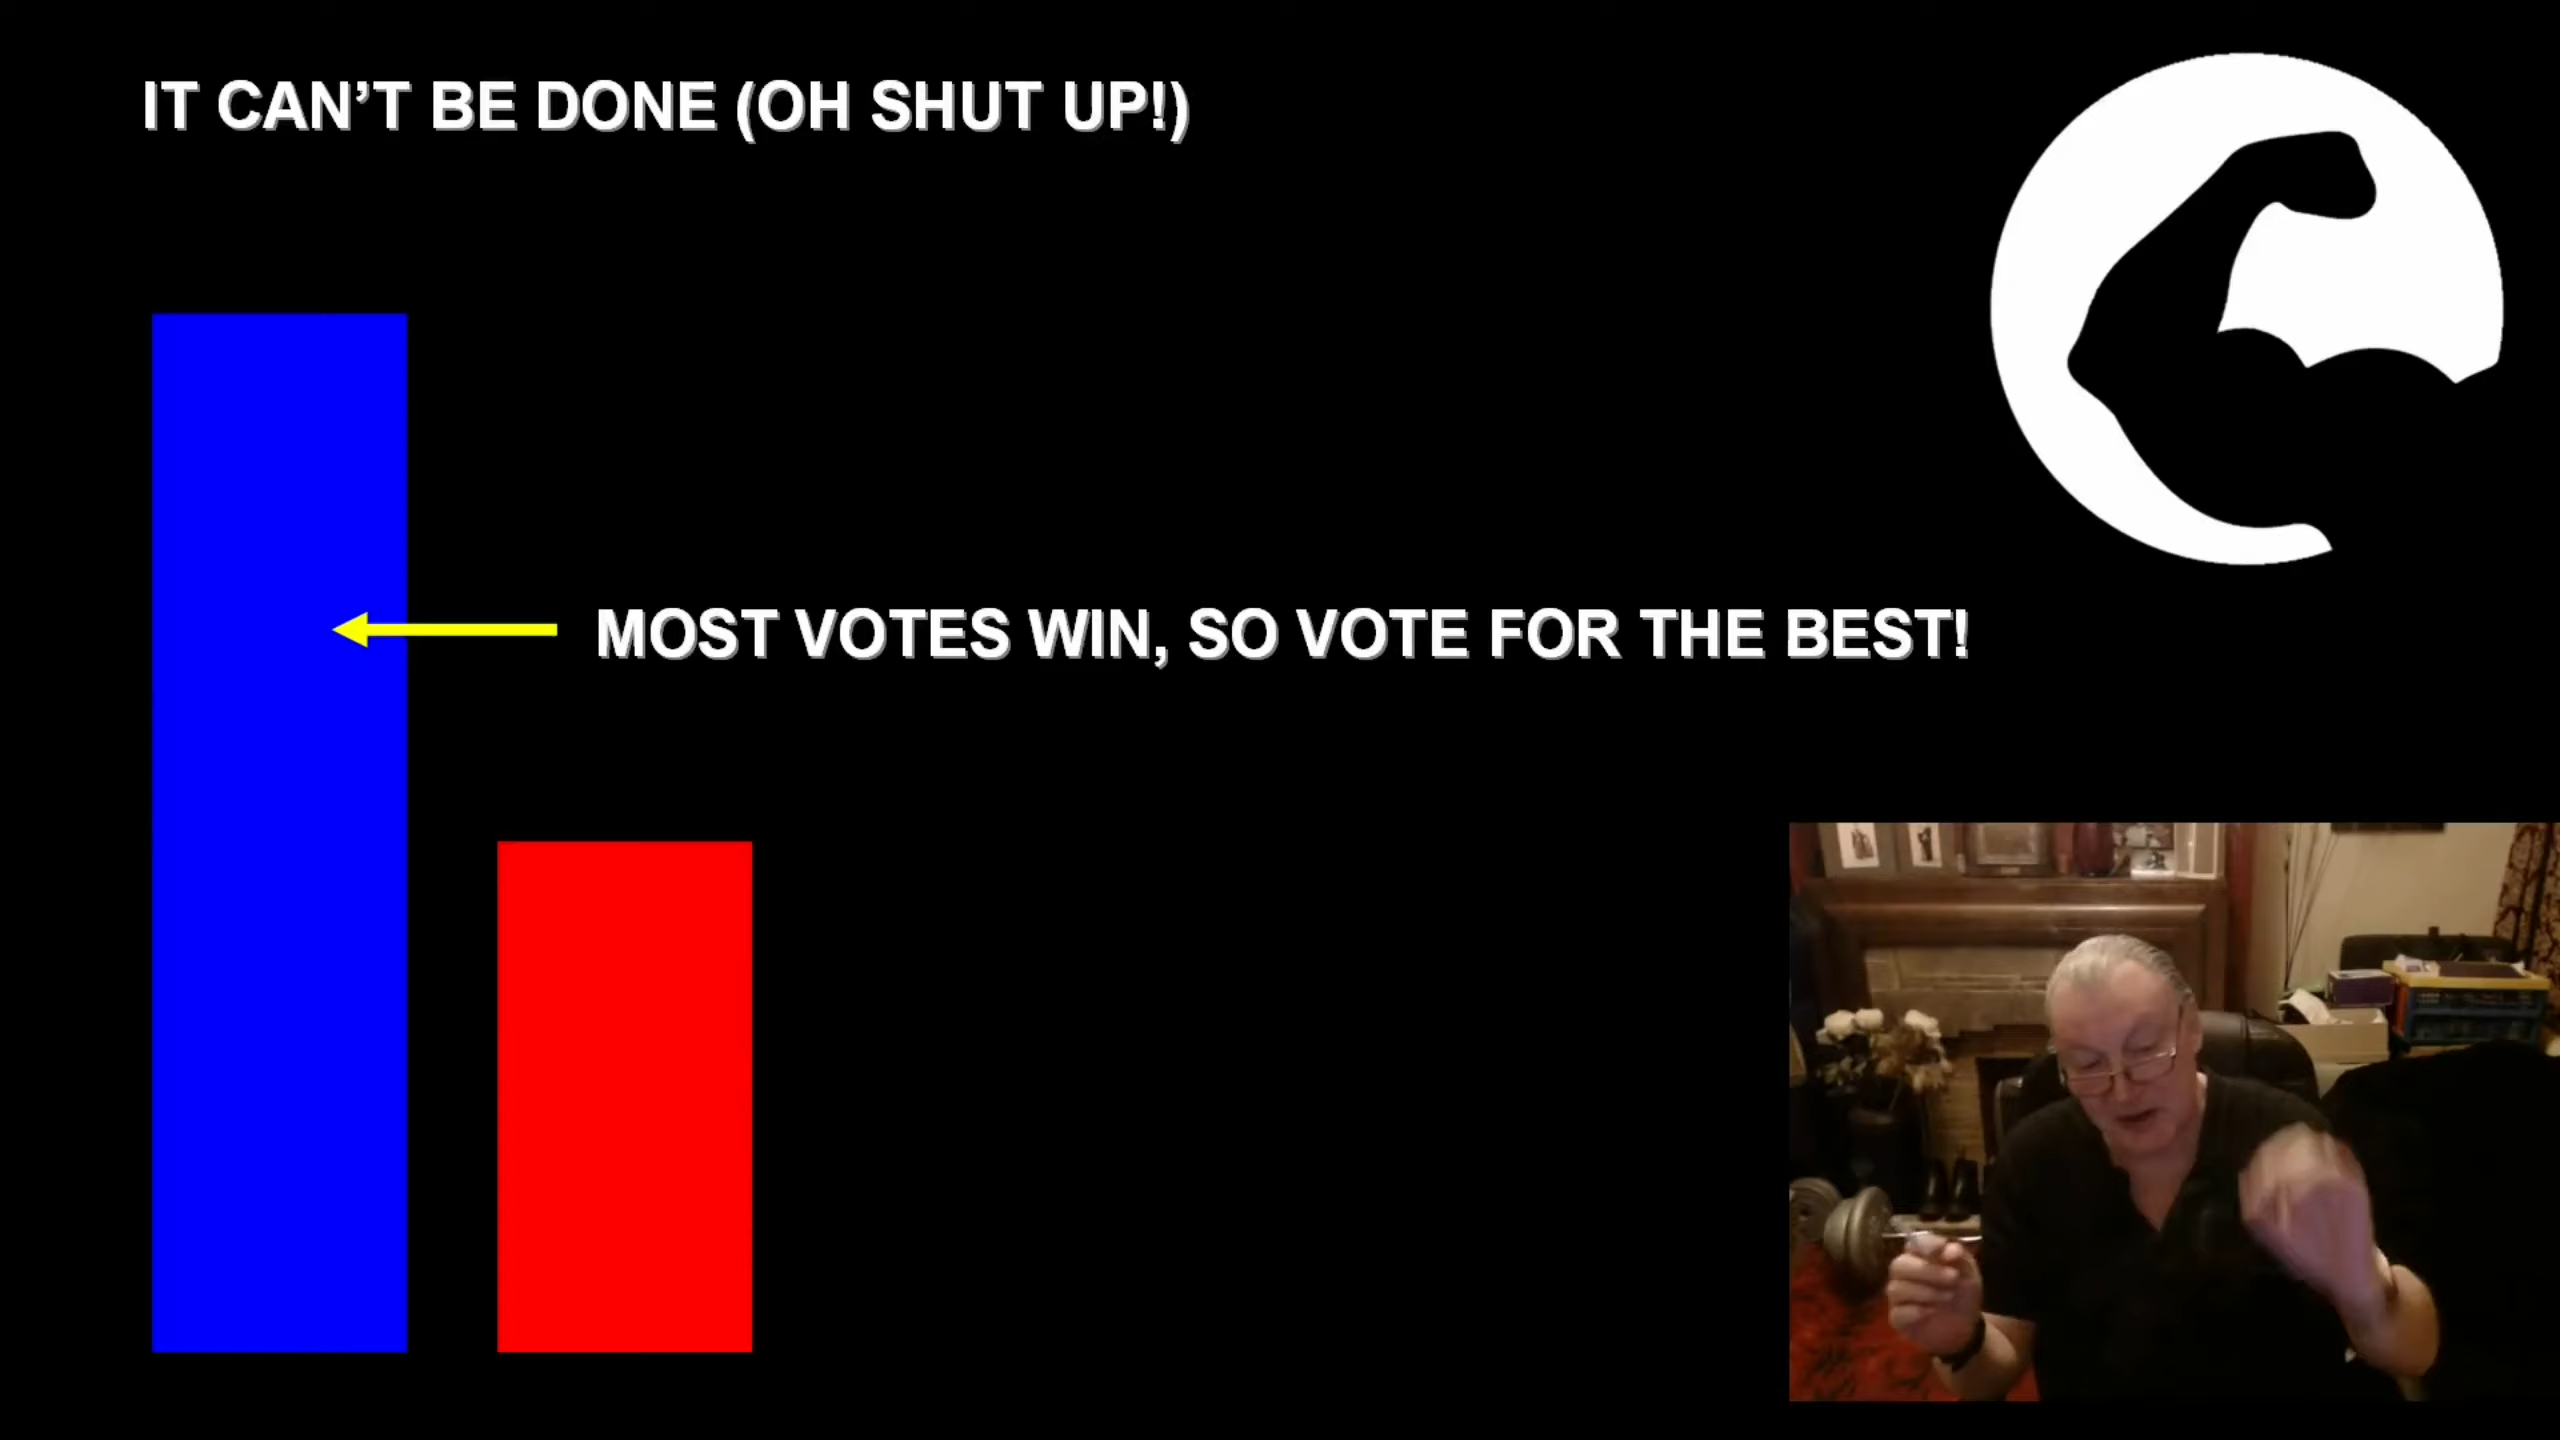 IT CAN’T BE DONE (OH SHUT UP!)
MOST VOTES WIN, SO VOTE FOR THE BEST!